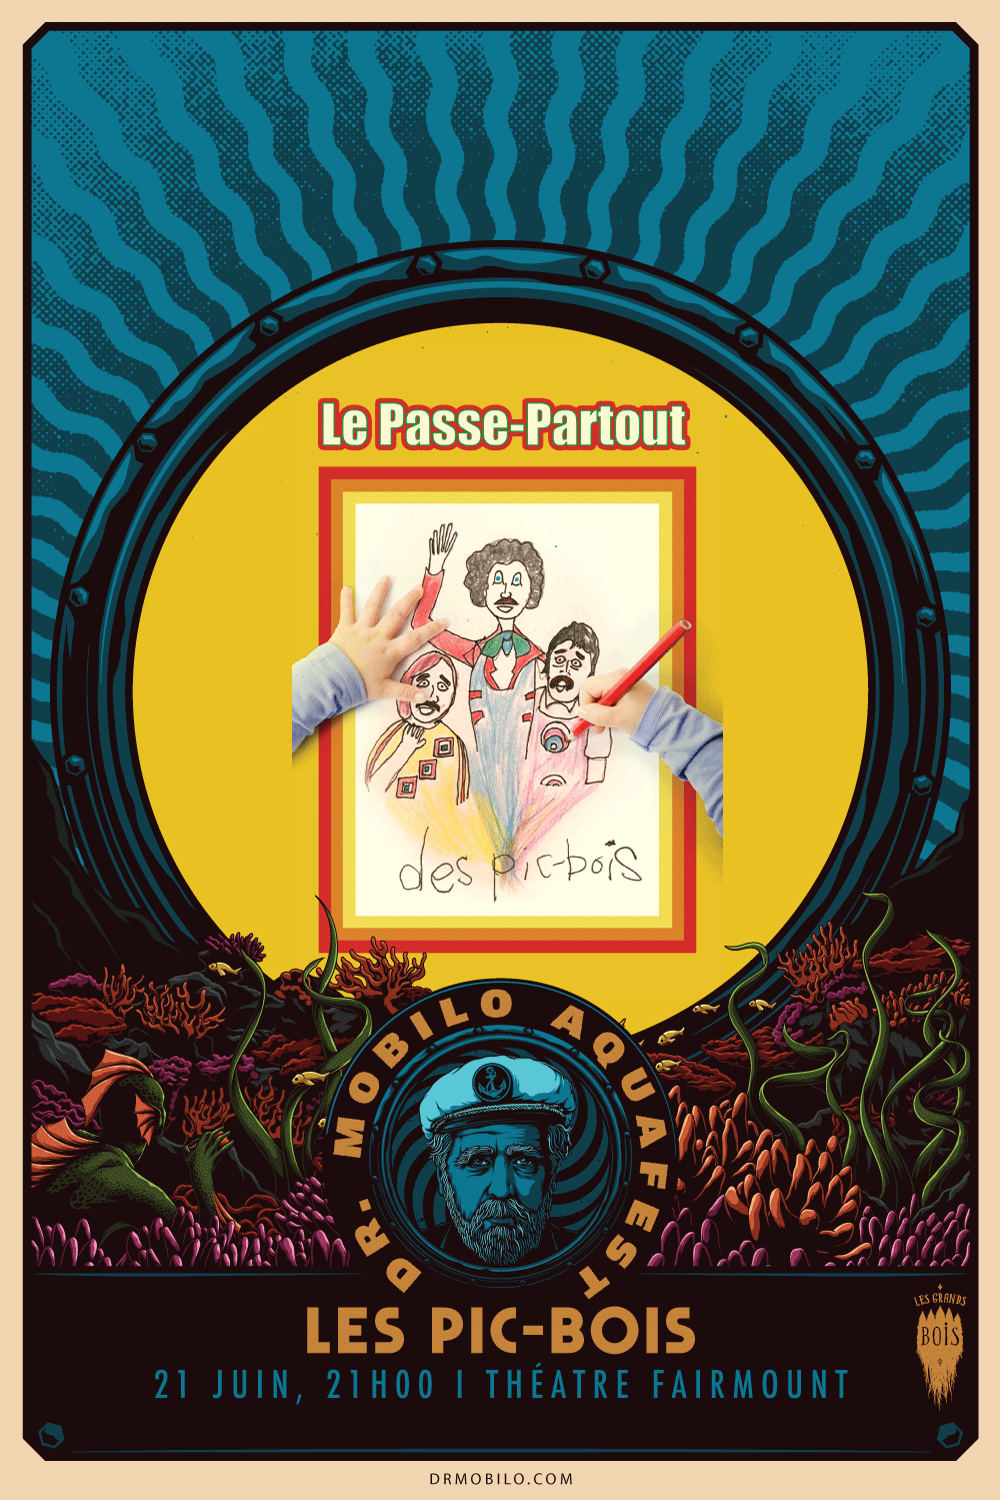 Le Passe-Partout
des pic-bois
DR. MOBILO AQUAFEST
LES PIC-BOIS
21 JUIN, 21H00 I THÉATRE FAIRMOUNT
LES GRANDS
BOIS
DRMOBILO.COM